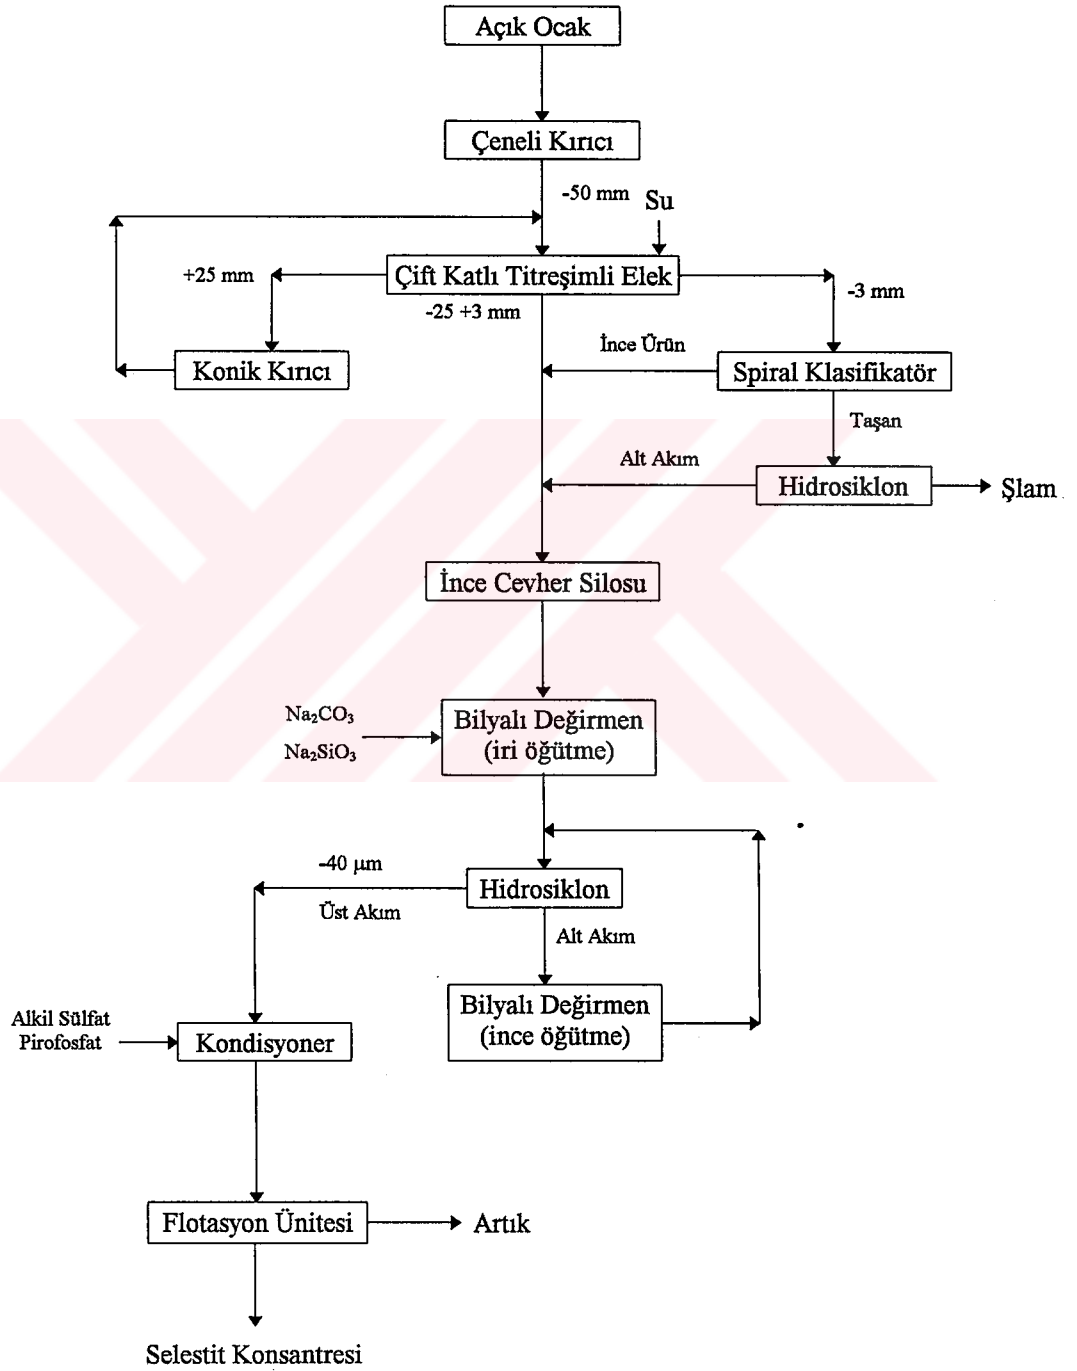 Açık Ocak
Çeneli Kırıcı
-50 mm
Su
Çift Katlı Titreşimli Elek
+25 mm
-25 +3 mm
-3 mm
İnce Ürün
Konik Kırıcı
Spiral Klasifikatör
Taşan
Alt Akım
Hidrosiklon
Şlam
İnce Cevher Silosu
Na₂CO₃
Na₂SiO₃
Bilyalı Değirmen
(iri öğütme)
-40 µm
Üst Akım
Hidrosiklon
Alt Akım
Bilyalı Değirmen
(ince öğütme)
Alkil Sülfat
Pirofosfat
Kondisyoner
Flotasyon Ünitesi
Artık
Selestit Konsantresi